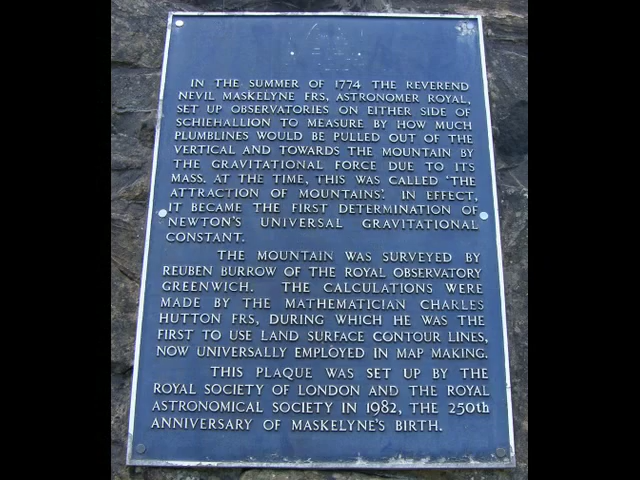 IN THE SUMMER OF 1774 THE REVEREND
NEVIL MASKELYNE FRS, ASTRONOMER ROYAL,
SET UP OBSERVATORIES ON EITHER SIDE OF
SCHIEHALLION TO MEASURE BY HOW MUCH
PLUMBLINES WOULD BE PULLED OUT OF THE
VERTICAL AND TOWARDS THE MOUNTAIN BY
THE GRAVITATIONAL FORCE DUE TO ITS
MASS. AT THE TIME, THIS WAS CALLED 'THE
ATTRACTION OF MOUNTAINS'. IN EFFECT,
IT BECAME THE FIRST DETERMINATION OF
NEWTON'S UNIVERSAL GRAVITATIONAL
CONSTANT.
THE MOUNTAIN WAS SURVEYED BY
REUBEN BURROW OF THE ROYAL OBSERVATORY
GREENWICH. THE CALCULATIONS WERE
MADE BY THE MATHEMATICIAN CHARLES
HUTTON FRS, DURING WHICH HE WAS THE
FIRST TO USE LAND SURFACE CONTOUR LINES,
NOW UNIVERSALLY EMPLOYED IN MAP MAKING.
THIS PLAQUE WAS SET UP BY THE
ROYAL SOCIETY OF LONDON AND THE ROYAL
ASTRONOMICAL SOCIETY IN 1982, THE 250th
ANNIVERSARY OF MASKELYNE'S BIRTH.